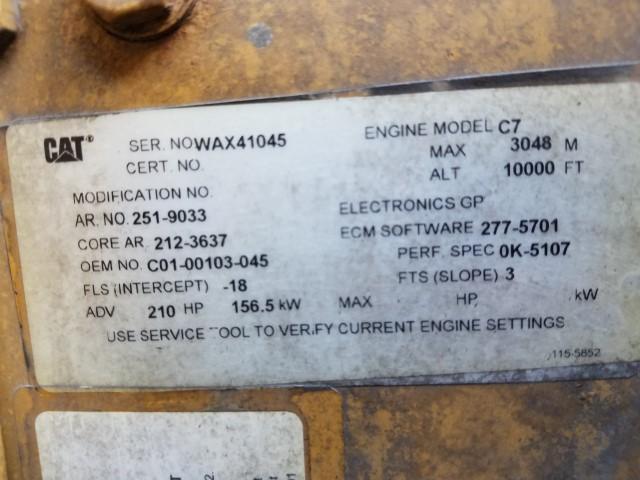 CAT®
SER. NO WAX41045
CERT. NO.
MODIFICATION NO.
AR. NO. 251-9033
CORE AR. 212-3637
OEM NO. C01-00103-045
FLS (INTERCEPT) -18
ADV 210 HP 156.5 kW MAX HP. kW
ENGINE MODEL C7
MAX 3048 M
ALT 10000 FT
ELECTRONICS GP
ECM SOFTWARE 277-5701
PERF. SPEC 0K-5107
FTS (SLOPE) 3
USE SERVICE TOOL TO VERIFY CURRENT ENGINE SETTINGS
115-5852